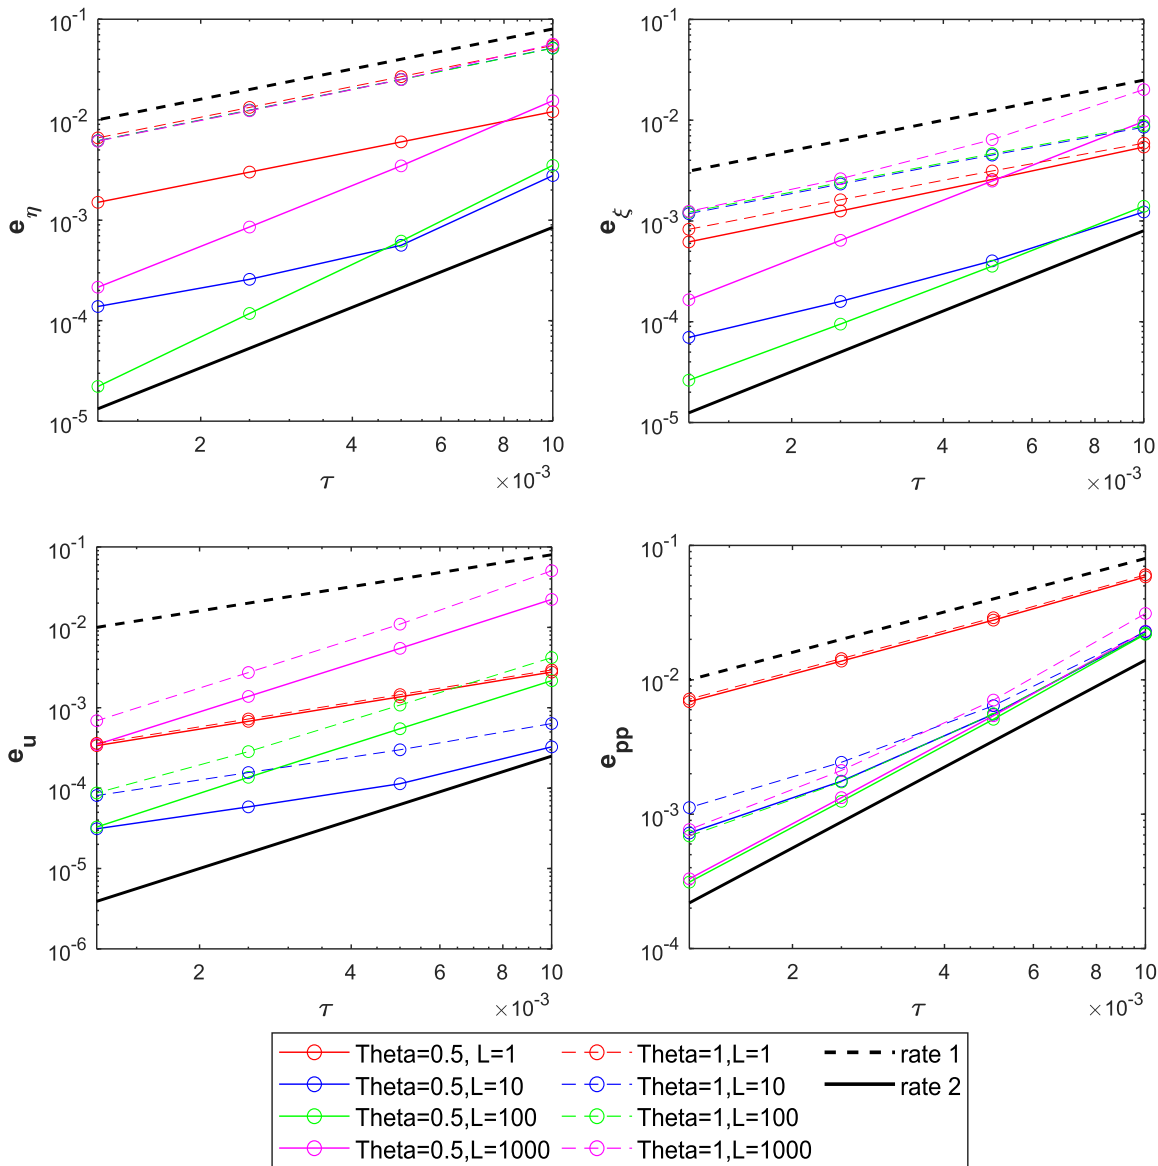 10^-1
10^-2
10^-3
10^-4
10^-5
e_η
2 4 6 8 10
τ ×10^-3
10^-1
10^-2
10^-3
10^-4
10^-5
e_ξ
2 4 6 8 10
τ ×10^-3
10^-1
10^-2
10^-3
10^-4
10^-5
10^-6
e_u
2 4 6 8 10
τ ×10^-3
10^-1
10^-2
10^-3
10^-4
e_pp
2 4 6 8 10
τ ×10^-3
Theta=0.5, L=1
Theta=0.5,L=10
Theta=0.5,L=100
Theta=0.5,L=1000
Theta=1,L=1
Theta=1,L=10
Theta=1,L=100
Theta=1,L=1000
rate 1
rate 2